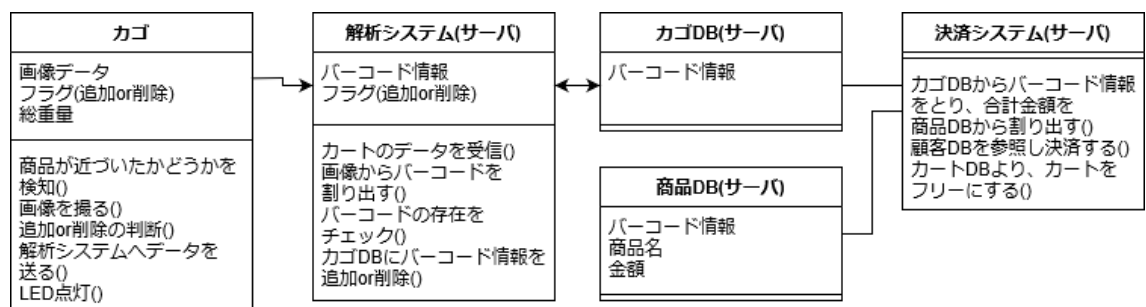 カゴ
画像データ
フラグ(追加or削除)
総重量
商品が近づいたかどうかを
検知()
画像を撮る()
追加or削除の判断()
解析システムへデータを
送る()
LED点灯()
解析システム(サーバ)
バーコード情報
フラグ(追加or削除)
カートのデータを受信()
画像からバーコードを
割り出す()
バーコードの存在を
チェック()
カゴDBにバーコード情報を
追加or削除()
カゴDB(サーバ)
バーコード情報
商品DB(サーバ)
バーコード情報
商品名
金額
決済システム(サーバ)
カゴDBからバーコード情報
をとり、合計金額を
商品DBから割り出す()
顧客DBを参照し決済する()
カートDBより、カートを
フリーにする()